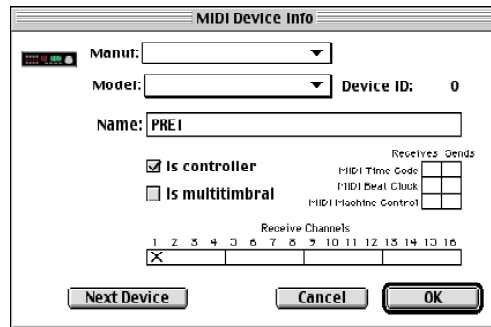 MIDI Device Info
Manuf:
Model:
Device ID: 0
Name: PRE1
Is controller
Is multitimbral
Receives Sends
MIDI Time Code
MIDI Beat Clock
MIDI Machine Control
Receive Channels
1 2 3 4 5 6 7 8 9 10 11 12 13 14 15 16
Next Device Cancel OK